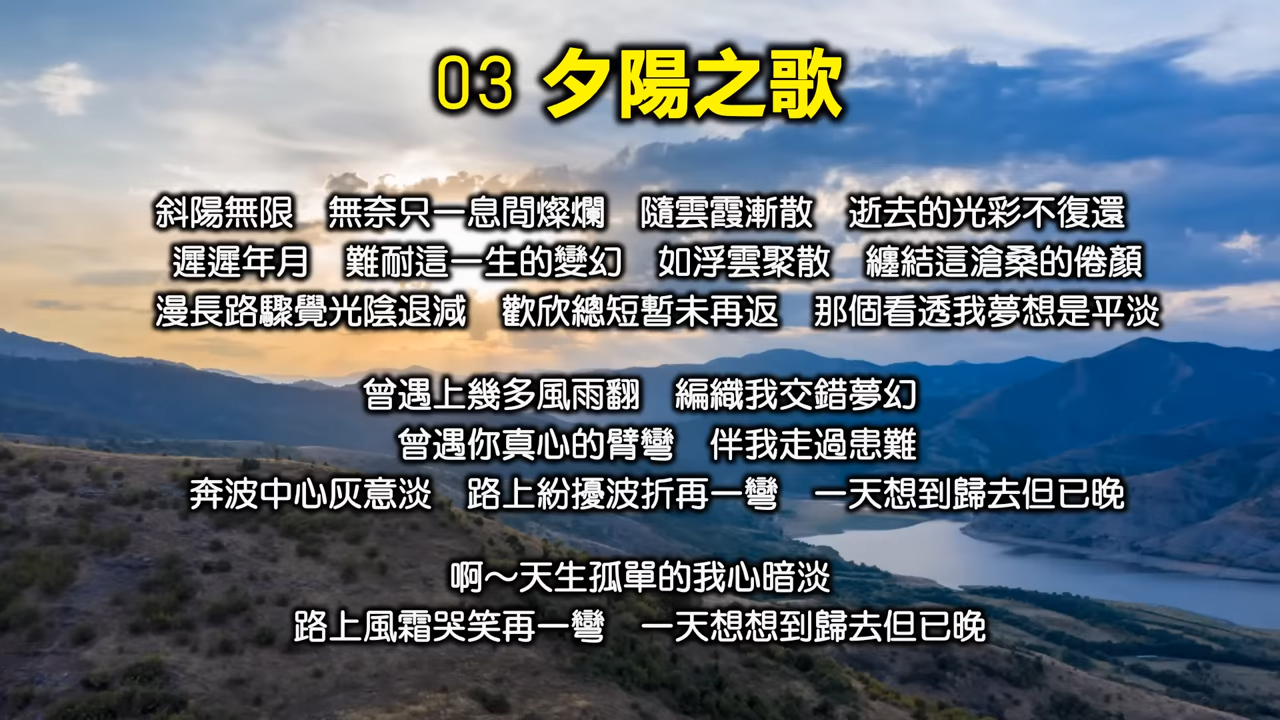 03 夕陽之歌
斜陽無限　無奈只一息間燦爛　隨雲霞漸散　逝去的光彩不復還
遲遲年月　難耐這一生的變幻　如浮雲聚散　纏結這滄桑的倦顏
漫長路驟覺光陰退減　歡欣總短暫未再返　那個看透我夢想是平淡
曾遇上幾多風雨翻　編織我交錯夢幻
曾遇你真心的臂彎　伴我走過患難
奔波中心灰意淡　路上紛擾波折再一彎　一天想到歸去但已晚
啊～天生孤單的我心暗淡
路上風霜哭笑再一彎　一天想想到歸去但已晚